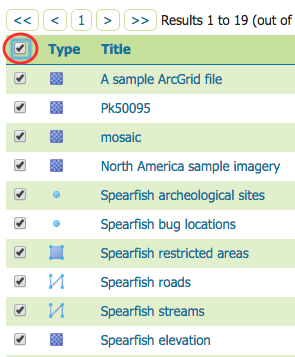 << < 1 > >> Results 1 to 19 (out of
Type Title
A sample ArcGrid file
Pk50095
mosaic
North America sample imagery
Spearfish archeological sites
Spearfish bug locations
Spearfish restricted areas
Spearfish roads
Spearfish streams
Spearfish elevation